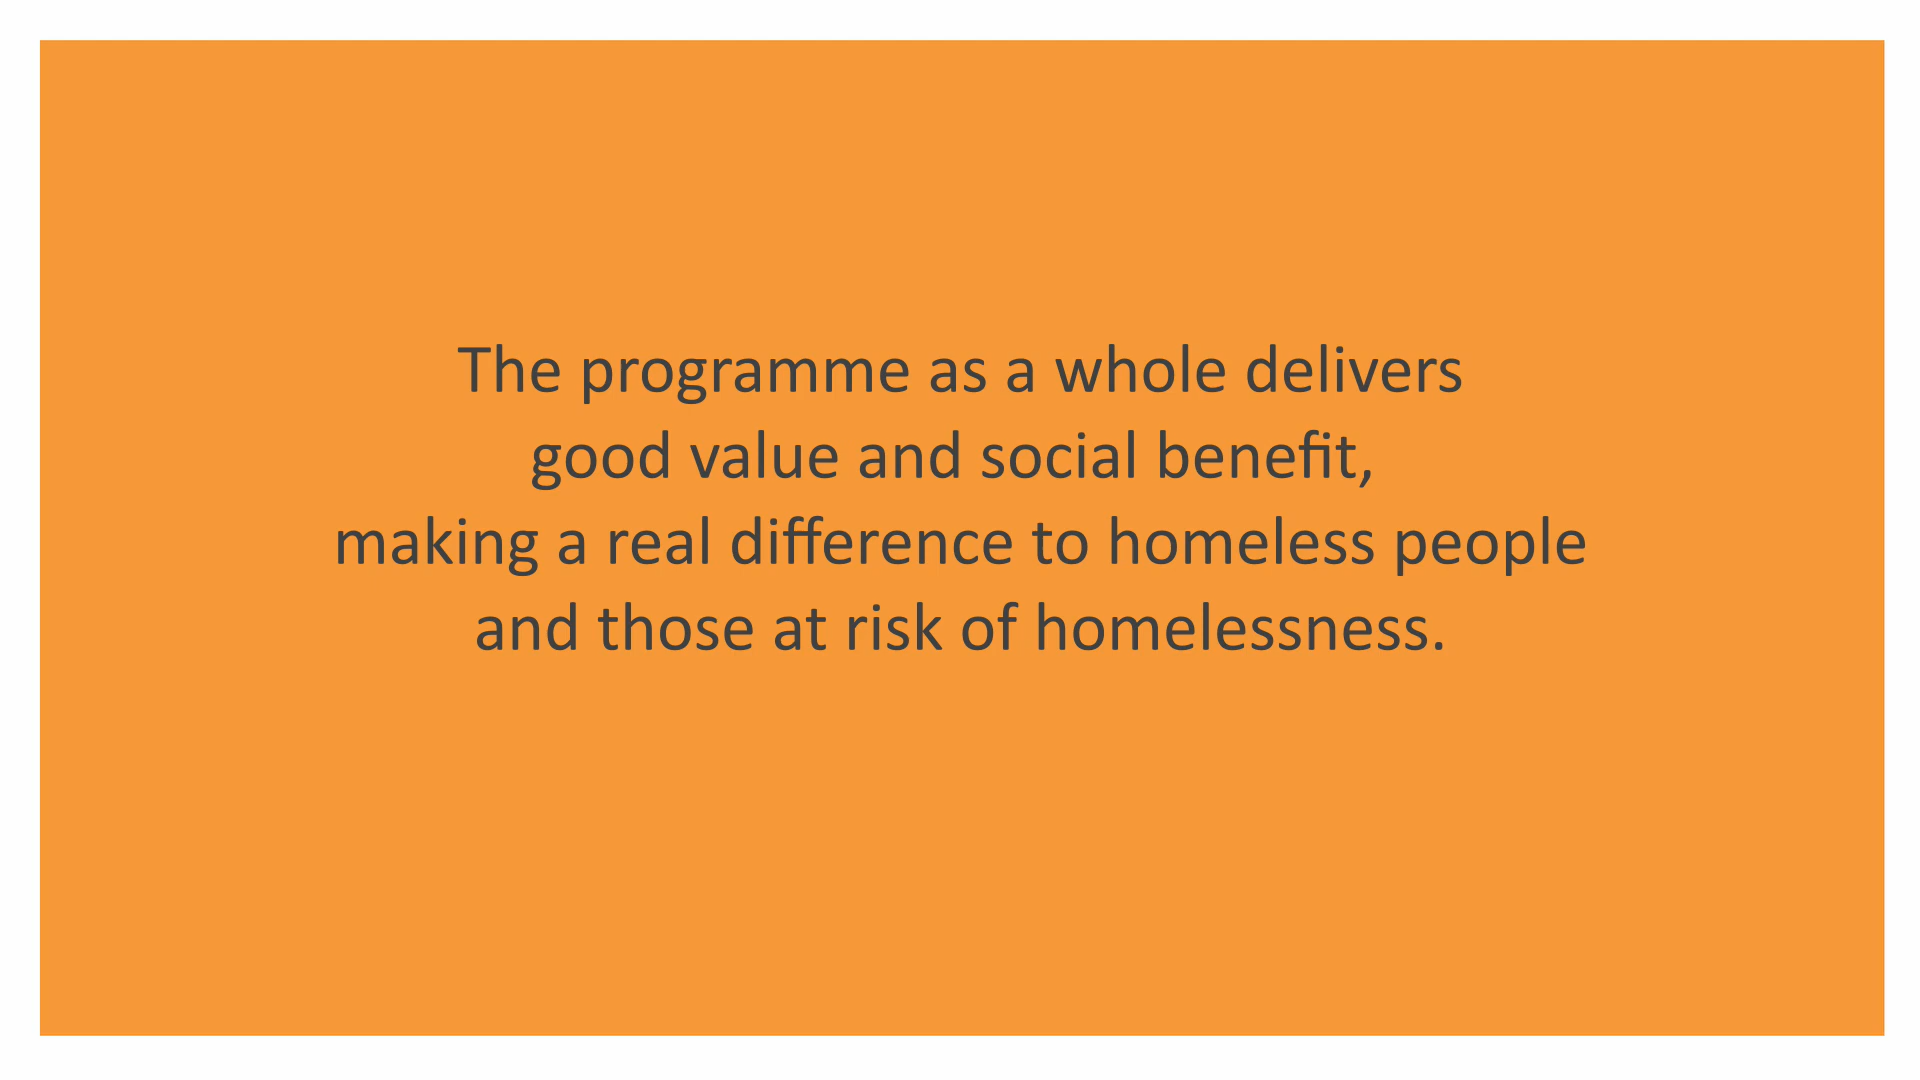 The programme as a whole delivers
good value and social benefit,
making a real difference to homeless people
and those at risk of homelessness.